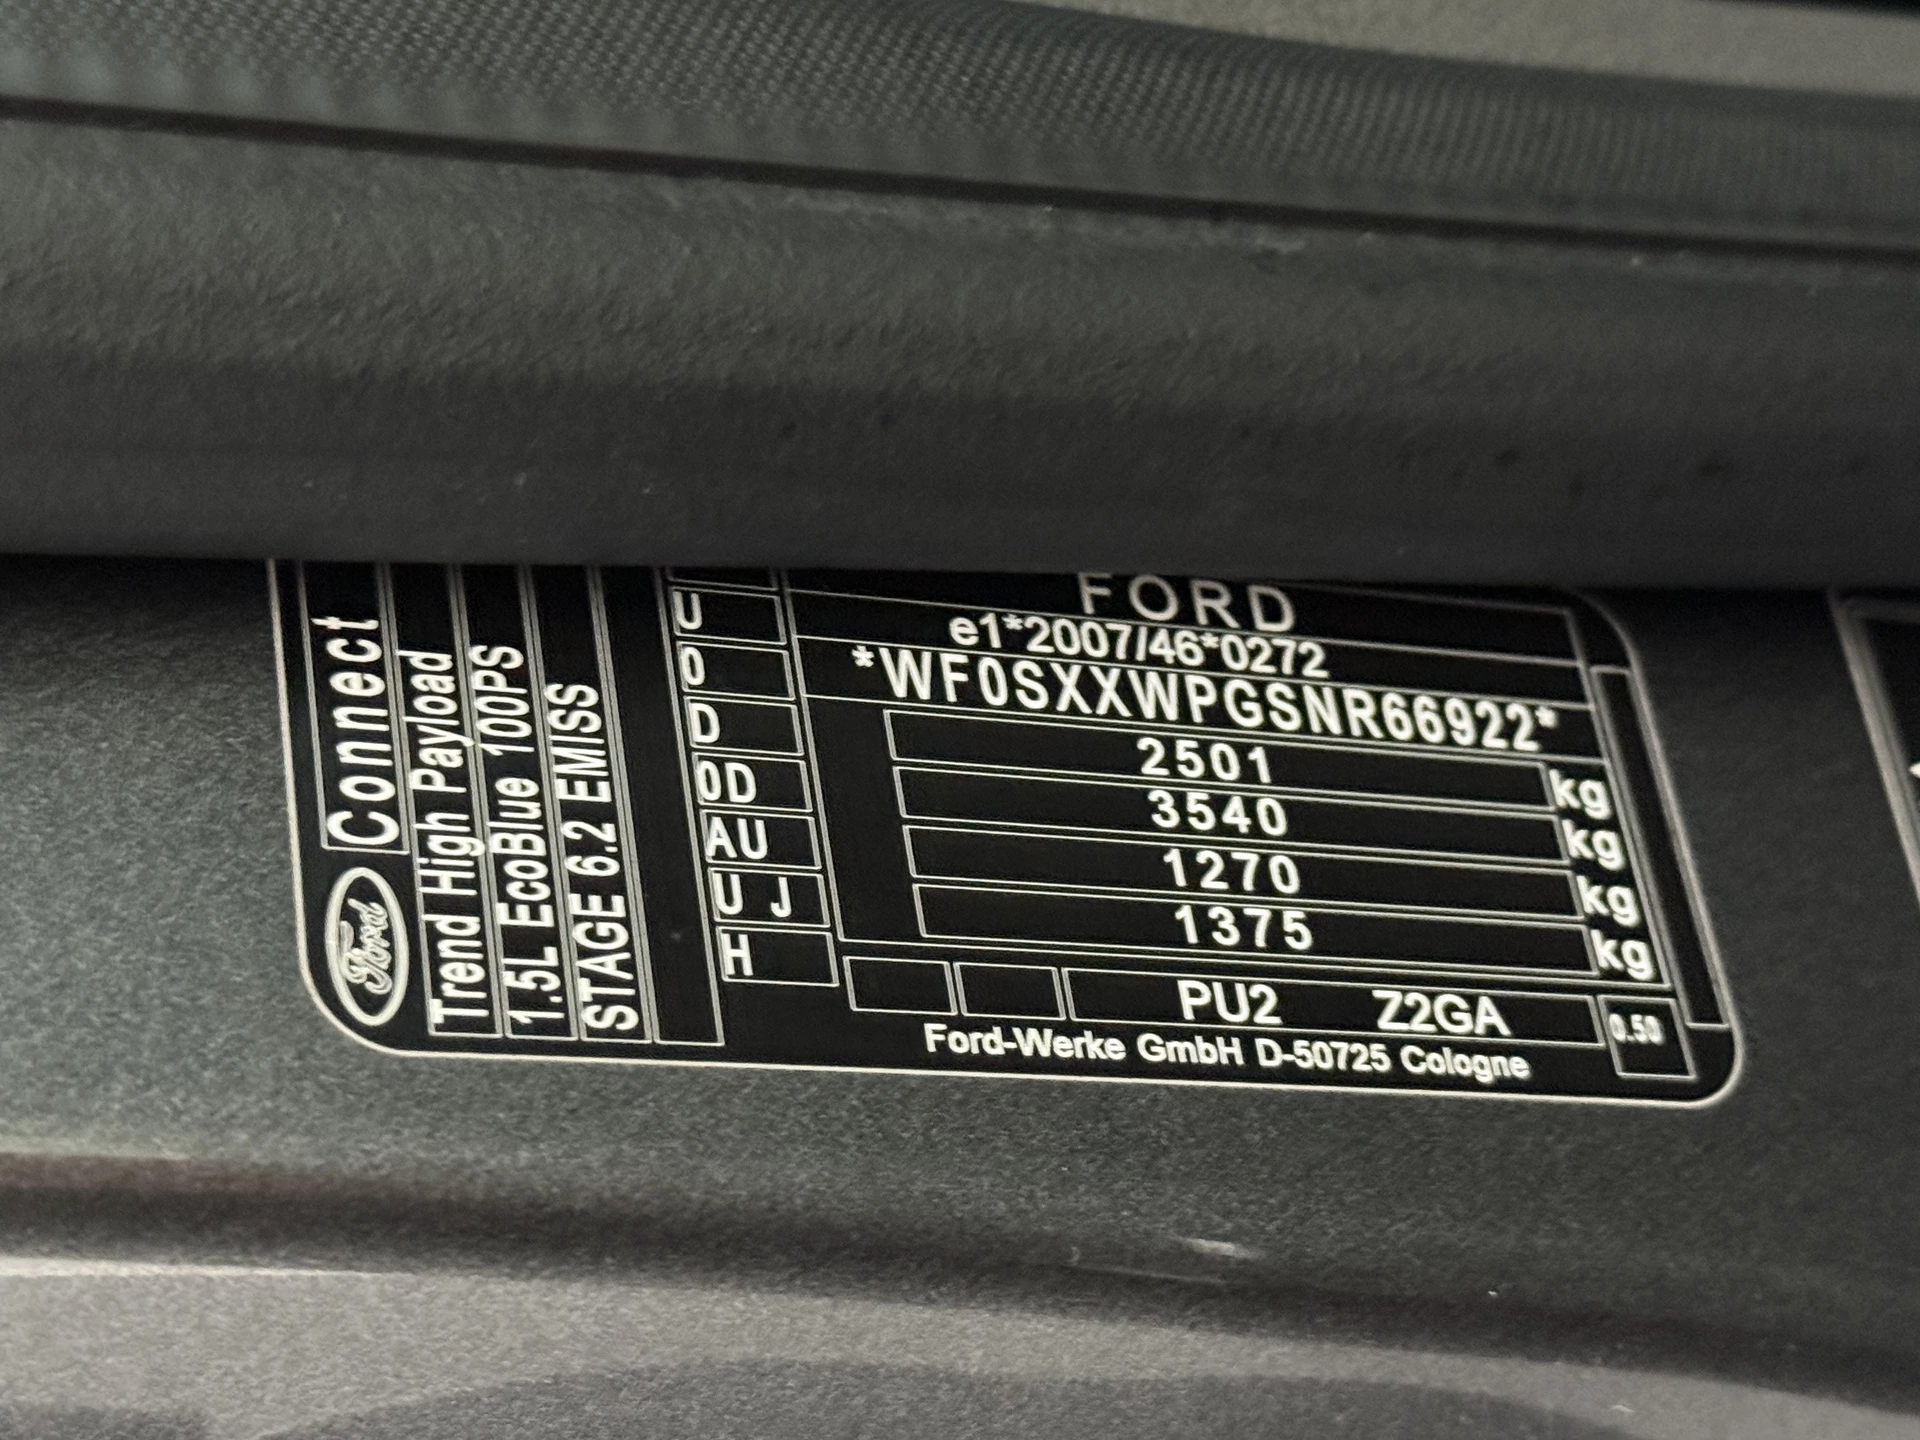 Ford
Connect
Trend High Payload
1.5L EcoBlue 100PS
STAGE 6.2 EMISS
U
0
D
0D
AU
U J
H
FORD
e1*2007/46*0272
*WF0SXXWPGSNR66922*
2501 kg
3540 kg
1270 kg
1375 kg
PU2 Z2GA
0.50
Ford-Werke GmbH D-50725 Cologne